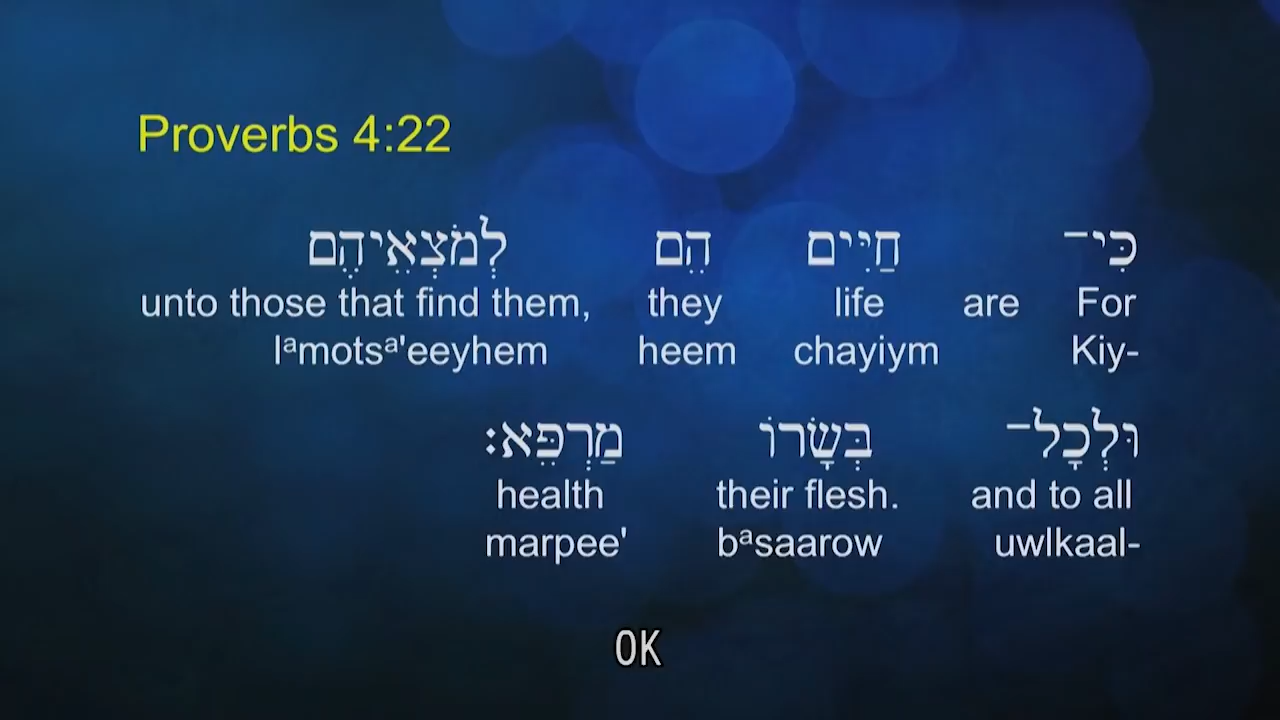 Proverbs 4:22
כִּי־ חַיִּים הֵם לְמֹצְאֵיהֶם
unto those that find them, they life are For
lᵃmotsᵃ'eeyhem heem chayiym Kiy-
וּלְכָל־ בְּשָׂרוֹ מַרְפֵּא׃
health their flesh. and to all
marpee' bᵃsaarow uwlkaal-
OK